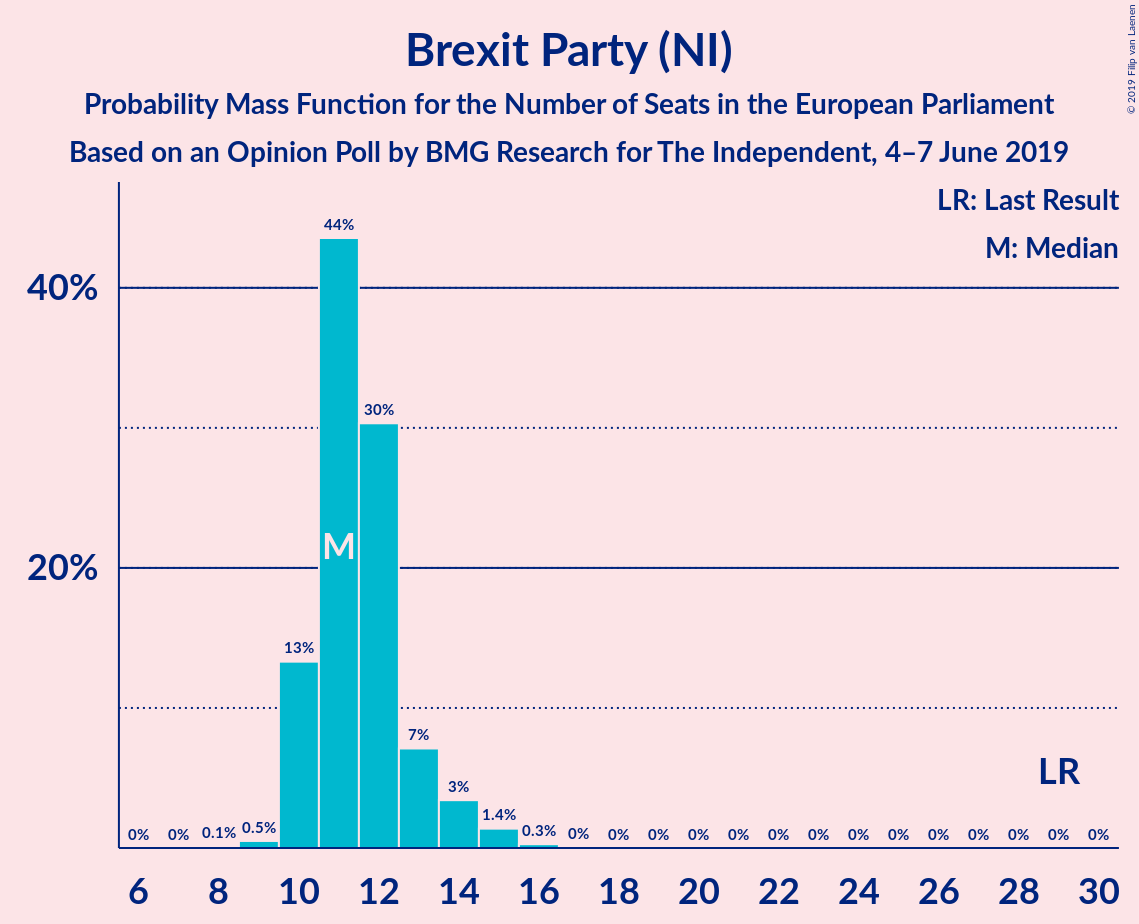 Brexit Party (NI)
Probability Mass Function for the Number of Seats in the European Parliament
Based on an Opinion Poll by BMG Research for The Independent, 4–7 June 2019
© 2019 Filip van Laenen
LR: Last Result
M: Median
40%
20%
0% 0% 0.1% 0.5% 13% 44% 30% 7% 3% 1.4% 0.3% 0% 0% 0% 0% 0% 0% 0% 0% 0% 0% 0% 0% 0% 0%
M
LR
6 8 10 12 14 16 18 20 22 24 26 28 30